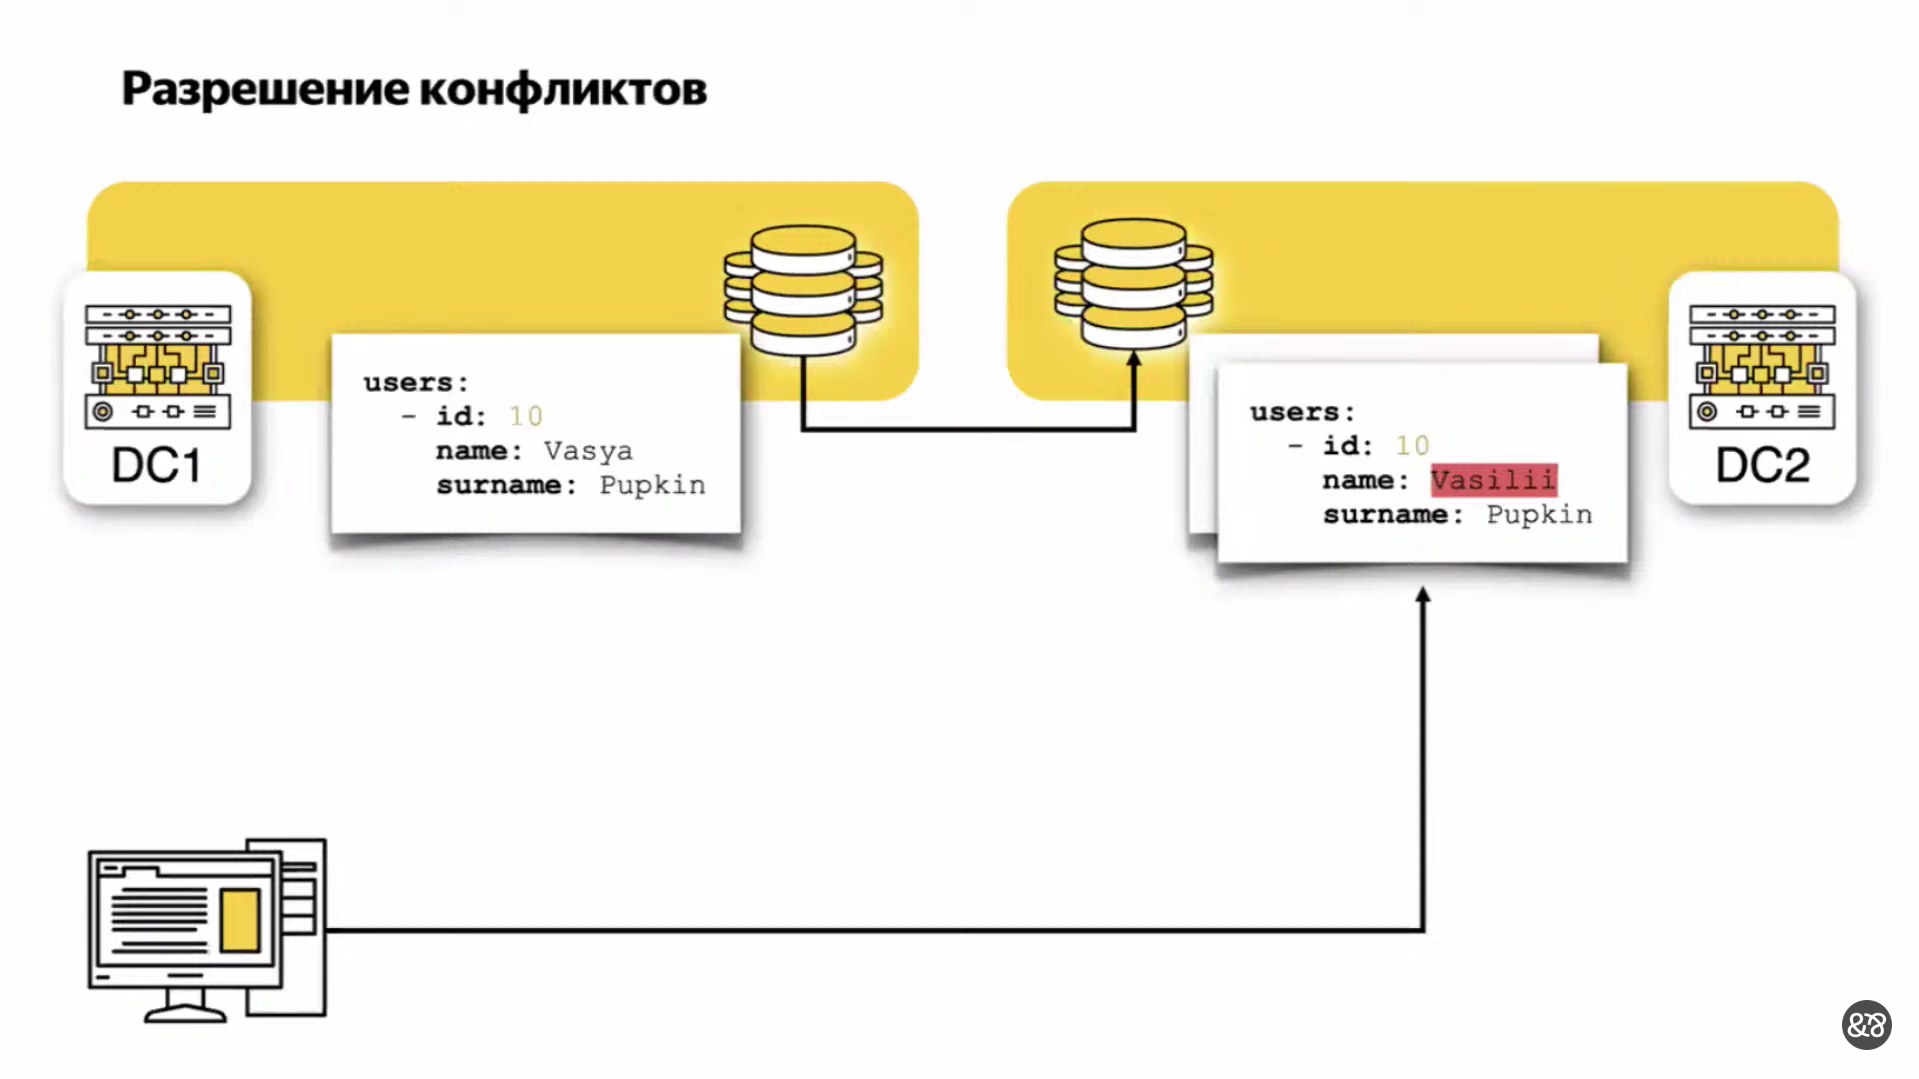 Разрешение конфликтов
users:
- id: 10
name: Vasya
surname: Pupkin
DC1
users:
- id: 10
name: Vasilii
surname: Pupkin
DC2